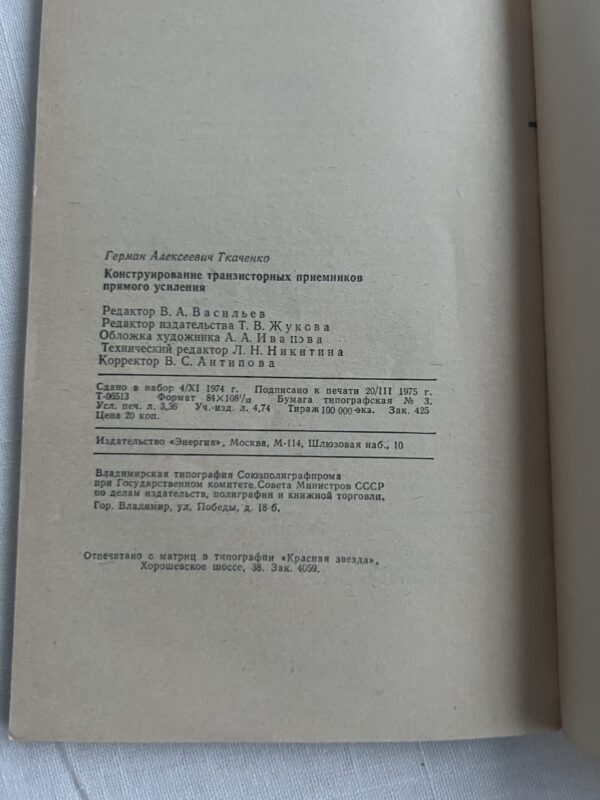 Герман Алексеевич Ткаченко
Конструирование транзисторных приемников
прямого усиления
Редактор В. А. Васильев
Редактор издательства Т. В. Жукова
Обложка художника А. А. Иванова
Технический редактор Л. Н. Никитина
Корректор В. С. Антипова
Сдано в набор 4/XI 1974 г. Подписано к печати 20/III 1975 г.
Т-06513 Формат 84×108¹/₃₂ Бумага типографская № 3.
Усл. печ. л. 3,36 Уч.-изд. л. 4,74 Тираж 100 000 экз. Зак. 425
Цена 20 коп.
Издательство «Энергия», Москва, М-114, Шлюзовая наб., 10
Владимирская типография Союзполиграфпрома
при Государственном комитете Совета Министров СССР
по делам издательств, полиграфии и книжной торговли.
Гор. Владимир, ул. Победы, д. 18-б.
Отпечатано с матриц в типографии «Красная звезда»,
Хорошевское шоссе, 38. Зак. 4059.